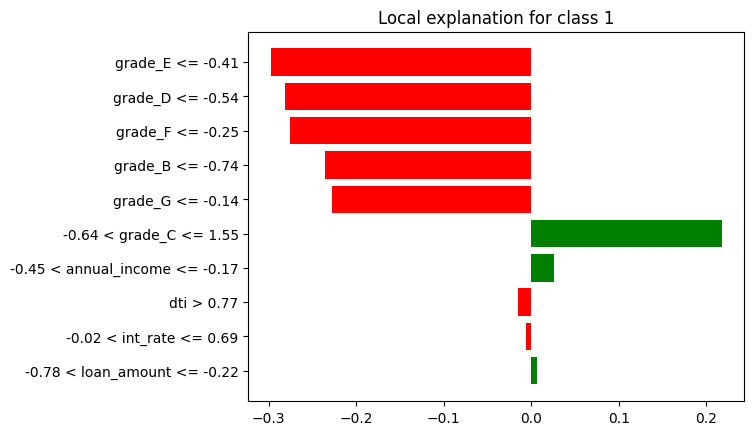 Local explanation for class 1
grade_E <= -0.41
grade_D <= -0.54
grade_F <= -0.25
grade_B <= -0.74
grade_G <= -0.14
-0.64 < grade_C <= 1.55
-0.45 < annual_income <= -0.17
dti > 0.77
-0.02 < int_rate <= 0.69
-0.78 < loan_amount <= -0.22
−0.3 −0.2 −0.1 0.0 0.1 0.2